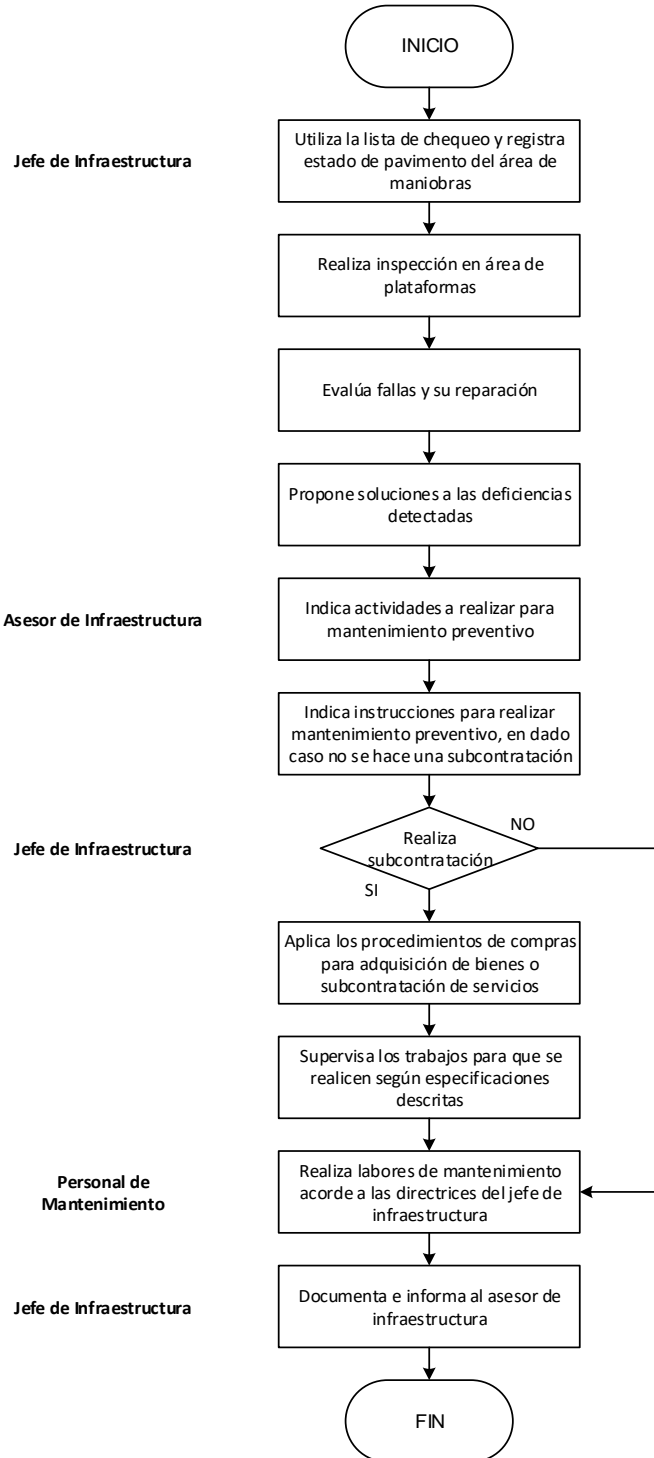 INICIO
Jefe de Infraestructura
Utiliza la lista de chequeo y registra
estado de pavimento del área de
maniobras
Realiza inspección en área de
plataformas
Evalúa fallas y su reparación
Propone soluciones a las deficiencias
detectadas
Asesor de Infraestructura
Indica actividades a realizar para
mantenimiento preventivo
Indica instrucciones para realizar
mantenimiento preventivo, en dado
caso no se hace una subcontratación
Jefe de Infraestructura
Realiza
subcontratación
NO
SI
Aplica los procedimientos de compras
para adquisición de bienes o
subcontratación de servicios
Supervisa los trabajos para que se
realicen según especificaciones
descritas
Personal de
Mantenimiento
Realiza labores de mantenimiento
acorde a las directrices del jefe de
infraestructura
Jefe de Infraestructura
Documenta e informa al asesor de
infraestructura
FIN